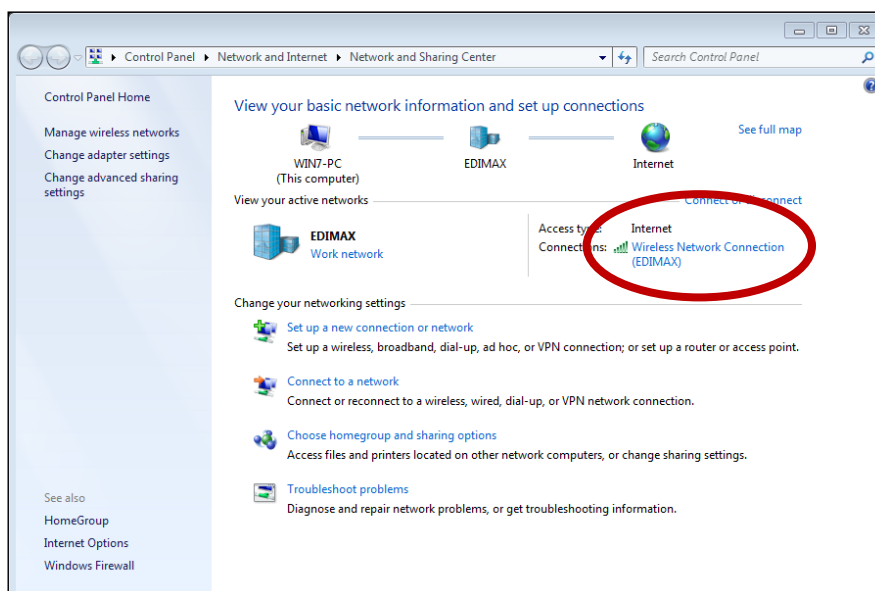 Control Panel ▸ Network and Internet ▸ Network and Sharing Center
Search Control Panel
Control Panel Home
Manage wireless networks
Change adapter settings
Change advanced sharing
settings
View your basic network information and set up connections
See full map
WIN7-PC
(This computer)
EDIMAX
Internet
View your active networks
Connect or disconnect
EDIMAX
Work network
Access type: Internet
Connections: Wireless Network Connection
(EDIMAX)
Change your networking settings
Set up a new connection or network
Set up a wireless, broadband, dial-up, ad hoc, or VPN connection; or set up a router or access point.
Connect to a network
Connect or reconnect to a wireless, wired, dial-up, or VPN network connection.
Choose homegroup and sharing options
Access files and printers located on other network computers, or change sharing settings.
Troubleshoot problems
Diagnose and repair network problems, or get troubleshooting information.
See also
HomeGroup
Internet Options
Windows Firewall